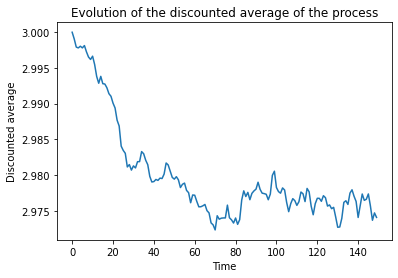 Evolution of the discounted average of the process
3.000
2.995
2.990
2.985
2.980
2.975
Discounted average
0 20 40 60 80 100 120 140
Time